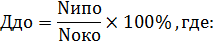 Ддо = Nипо / Nоко × 100% , где: